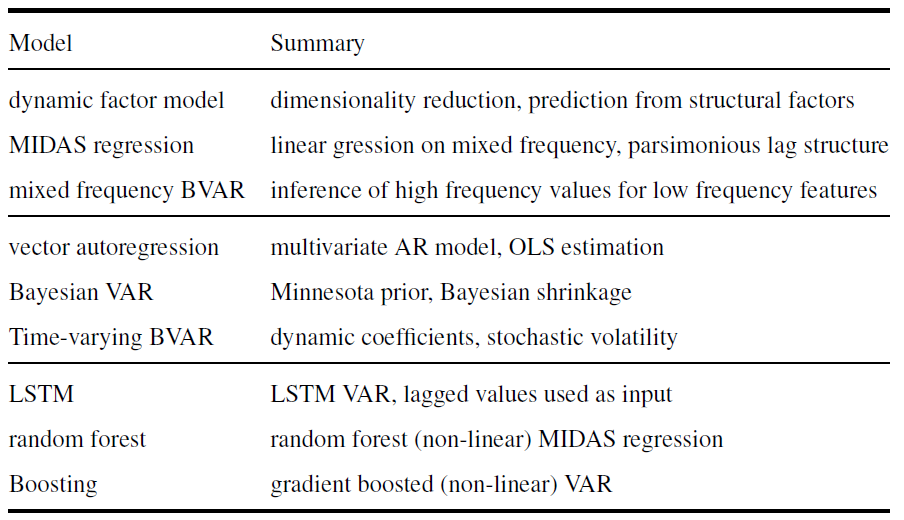 Model Summary
dynamic factor model dimensionality reduction, prediction from structural factors
MIDAS regression linear gression on mixed frequency, parsimonious lag structure
mixed frequency BVAR inference of high frequency values for low frequency features
vector autoregression multivariate AR model, OLS estimation
Bayesian VAR Minnesota prior, Bayesian shrinkage
Time-varying BVAR dynamic coefficients, stochastic volatility
LSTM LSTM VAR, lagged values used as input
random forest random forest (non-linear) MIDAS regression
Boosting gradient boosted (non-linear) VAR